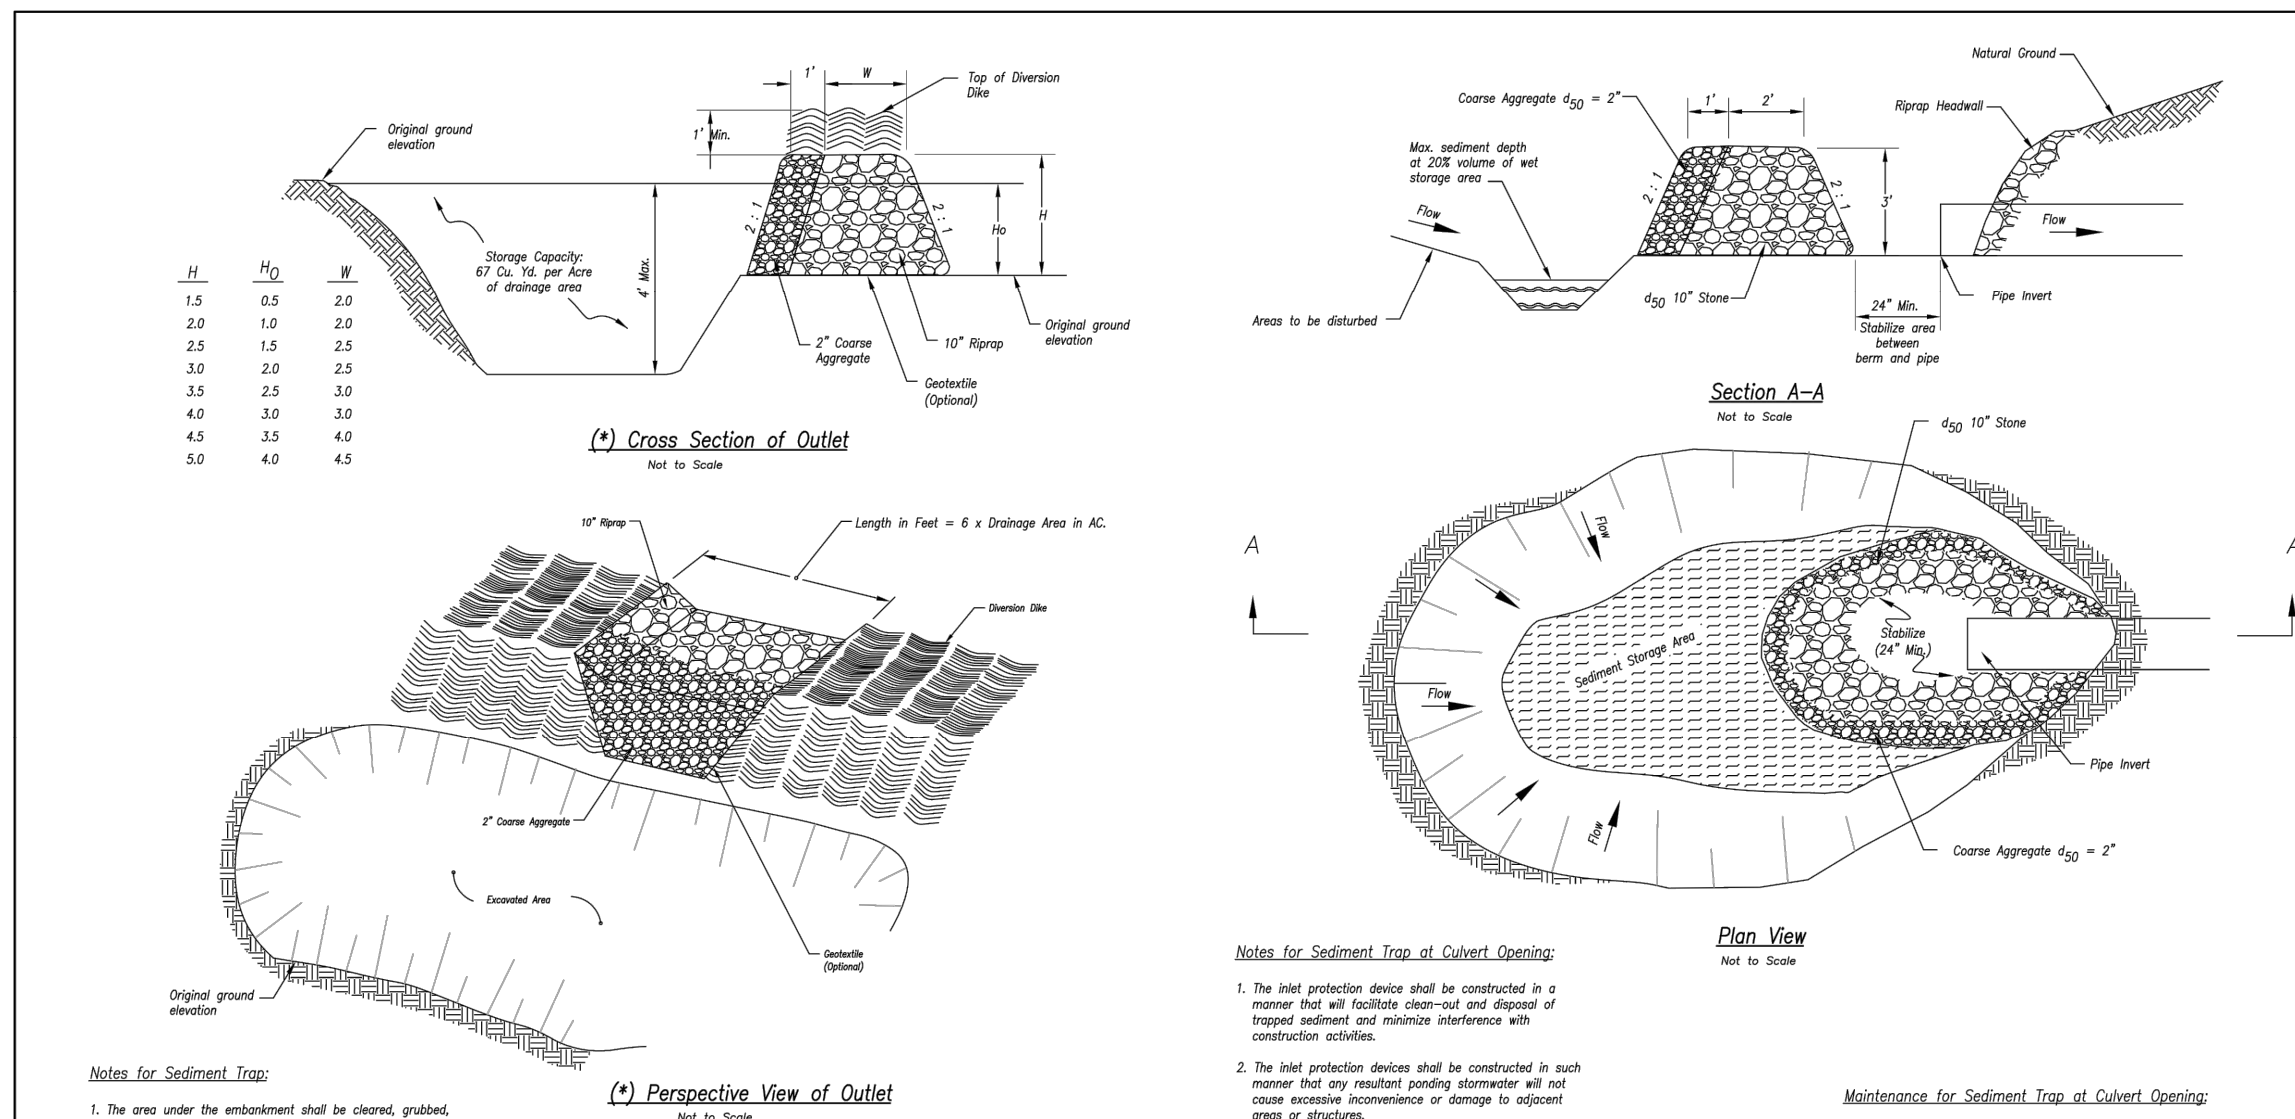 1'
W
Top of Diversion
Dike
1' Min.
Original ground
elevation
2 : 1
2 : 1
Ho
H
Storage Capacity:
67 Cu. Yd. per Acre
of drainage area
4' Max.
H HO W
1.5 0.5 2.0
2.0 1.0 2.0
2.5 1.5 2.5
3.0 2.0 2.5
3.5 2.5 3.0
4.0 3.0 3.0
4.5 3.5 4.0
5.0 4.0 4.5
2" Coarse
Aggregate
10" Riprap
Original ground
elevation
Geotextile
(Optional)
(*) Cross Section of Outlet
Not to Scale
10" Riprap
Length in Feet = 6 x Drainage Area in AC.
Diversion Dike
2" Coarse Aggregate
Excavated Area
Geotextile
(Optional)
Original ground
elevation
(*) Perspective View of Outlet
Not to Scale
Notes for Sediment Trap:
1. The area under the embankment shall be cleared, grubbed,
Natural Ground
Coarse Aggregate d50 = 2"
1'
2'
Riprap Headwall
Max. sediment depth
at 20% volume of wet
storage area
2 : 1
2 : 1
3'
Flow
Flow
Areas to be disturbed
d50 10" Stone
24" Min.
Stabilize area
between
berm and pipe
Pipe Invert
Section A-A
Not to Scale
d50 10" Stone
A
A
Flow
Flow
Flow
Sediment Storage Area
Stabilize
(24" Min.)
Pipe Invert
Coarse Aggregate d50 = 2"
Plan View
Not to Scale
Notes for Sediment Trap at Culvert Opening:
1. The inlet protection device shall be constructed in a
manner that will facilitate clean-out and disposal of
trapped sediment and minimize interference with
construction activities.
2. The inlet protection devices shall be constructed in such
manner that any resultant ponding stormwater will not
cause excessive inconvenience or damage to adjacent
areas or structures.
Maintenance for Sediment Trap at Culvert Opening: